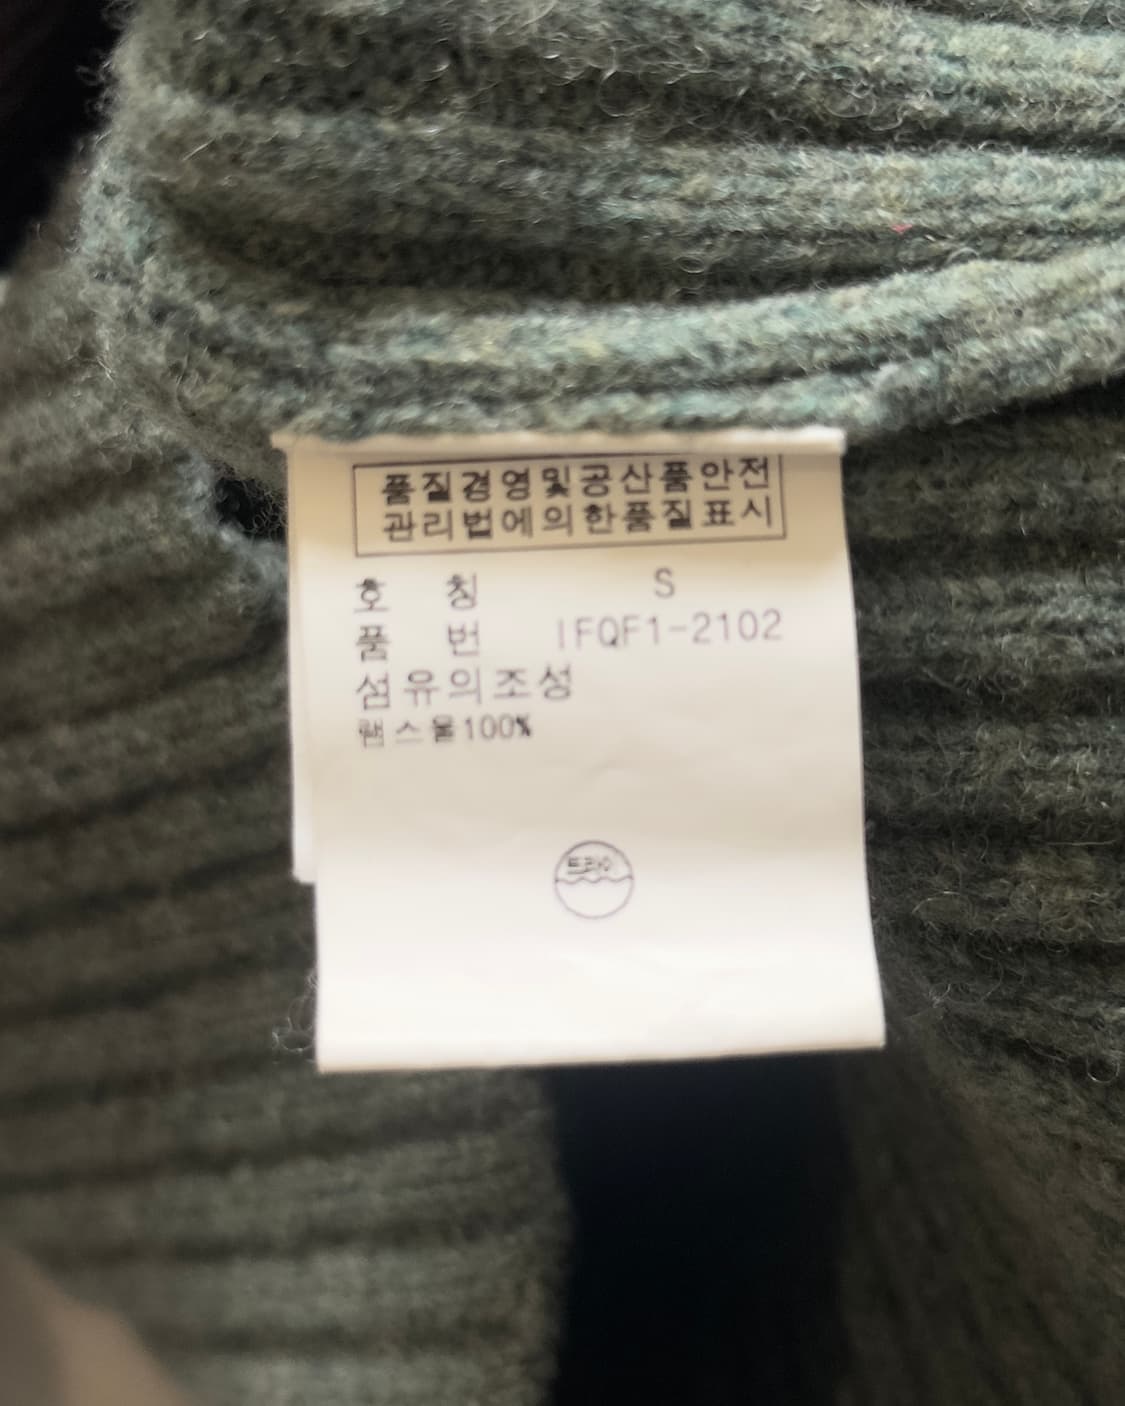 품질경영및공산품안전
관리법에의한품질표시
호 칭 S
품 번 IFQF1-2102
섬유의조성
램스울100%
드라이